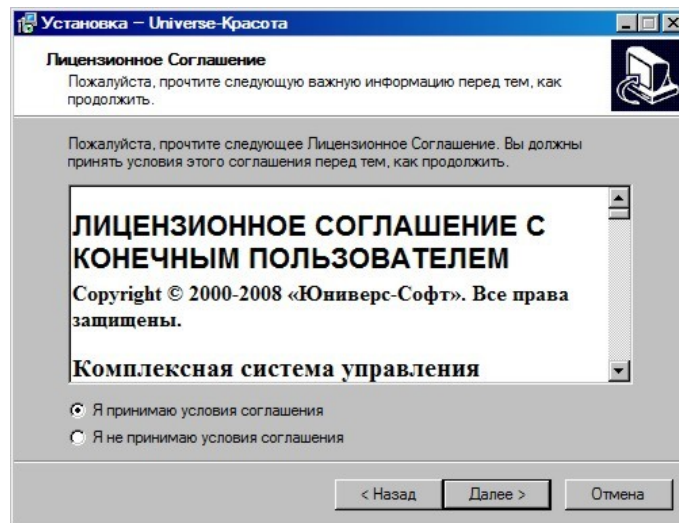 Установка – Universe-Красота
Лицензионное Соглашение
Пожалуйста, прочтите следующую важную информацию перед тем, как
продолжить.
Пожалуйста, прочтите следующее Лицензионное Соглашение. Вы должны
принять условия этого соглашения перед тем, как продолжить.
ЛИЦЕНЗИОННОЕ СОГЛАШЕНИЕ С
КОНЕЧНЫМ ПОЛЬЗОВАТЕЛЕМ
Copyright © 2000-2008 «Юниверс-Софт». Все права
защищены.
Комплексная система управления
Я принимаю условия соглашения
Я не принимаю условия соглашения
< Назад Далее > Отмена